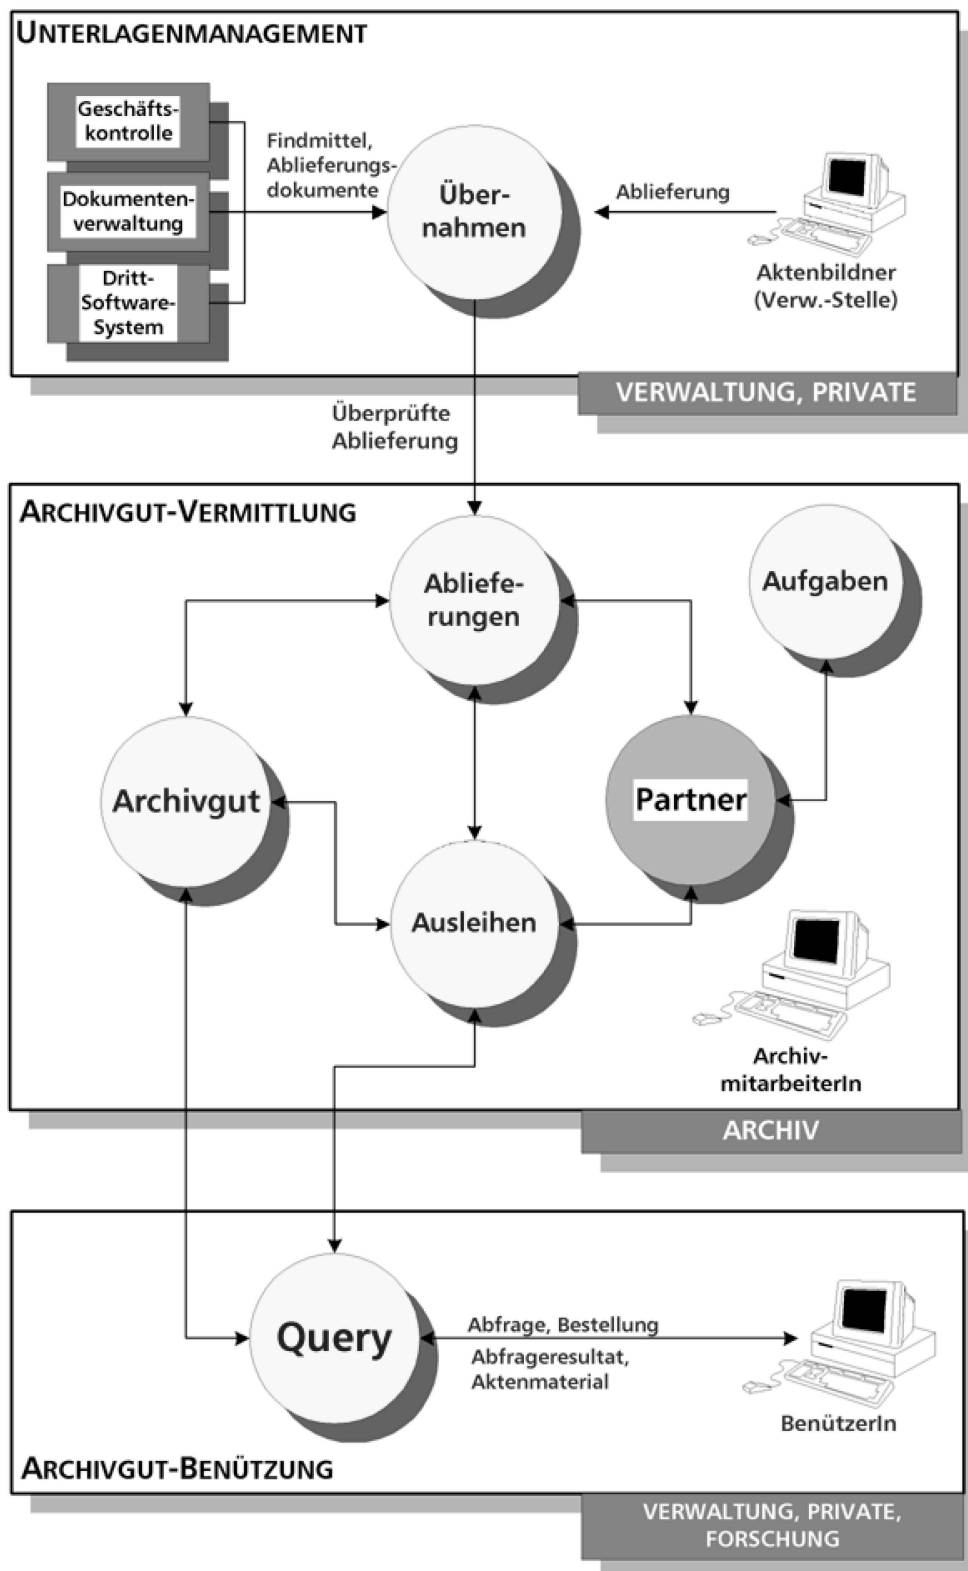 UNTERLAGENMANAGEMENT
Geschäfts-
kontrolle
Dokumenten-
verwaltung
Dritt-
Software-
System
Findmittel,
Ablieferungs-
dokumente
Über-
nahmen
Ablieferung
Aktenbildner
(Verw.-Stelle)
VERWALTUNG, PRIVATE
Überprüfte
Ablieferung
ARCHIVGUT-VERMITTLUNG
Abliefe-
rungen
Aufgaben
Archivgut
Partner
Ausleihen
Archiv-
mitarbeiterIn
ARCHIV
Query
Abfrage, Bestellung
Abfrageresultat,
Aktenmaterial
BenützerIn
ARCHIVGUT-BENÜTZUNG
VERWALTUNG, PRIVATE,
FORSCHUNG